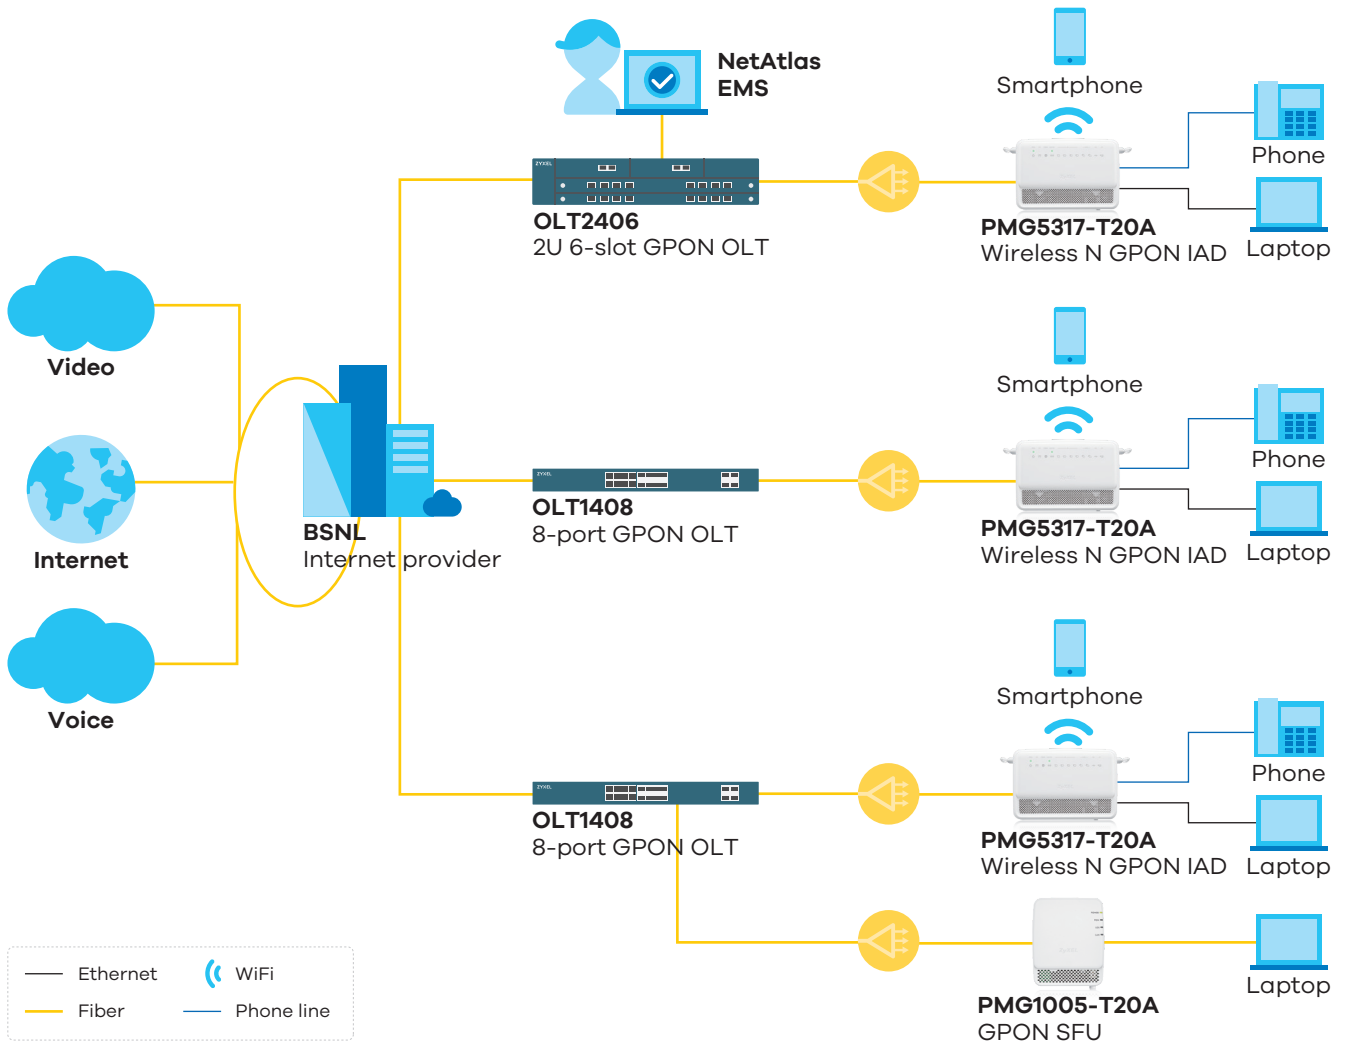 NetAtlas
EMS
Smartphone
Phone
ZYXEL
OLT2406
2U 6-slot GPON OLT
PMG5317-T20A
Wireless N GPON IAD
Laptop
Video
Smartphone
Phone
ZYXEL
OLT1408
8-port GPON OLT
PMG5317-T20A
Wireless N GPON IAD
Laptop
Internet
BSNL
Internet provider
Voice
Smartphone
Phone
ZYXEL
OLT1408
8-port GPON OLT
PMG5317-T20A
Wireless N GPON IAD
Laptop
PMG1005-T20A
GPON SFU
Laptop
Ethernet
WiFi
Fiber
Phone line